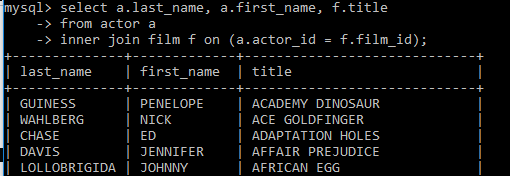 mysql> select a.last_name, a.first_name, f.title
    -> from actor a
    -> inner join film f on (a.actor_id = f.film_id);
+--------------+-------------+-----------------------------+
| last_name    | first_name  | title                       |
+--------------+-------------+-----------------------------+
| GUINESS      | PENELOPE    | ACADEMY DINOSAUR            |
| WAHLBERG     | NICK        | ACE GOLDFINGER              |
| CHASE        | ED          | ADAPTATION HOLES            |
| DAVIS        | JENNIFER    | AFFAIR PREJUDICE            |
| LOLLOBRIGIDA | JOHNNY      | AFRICAN EGG                 |